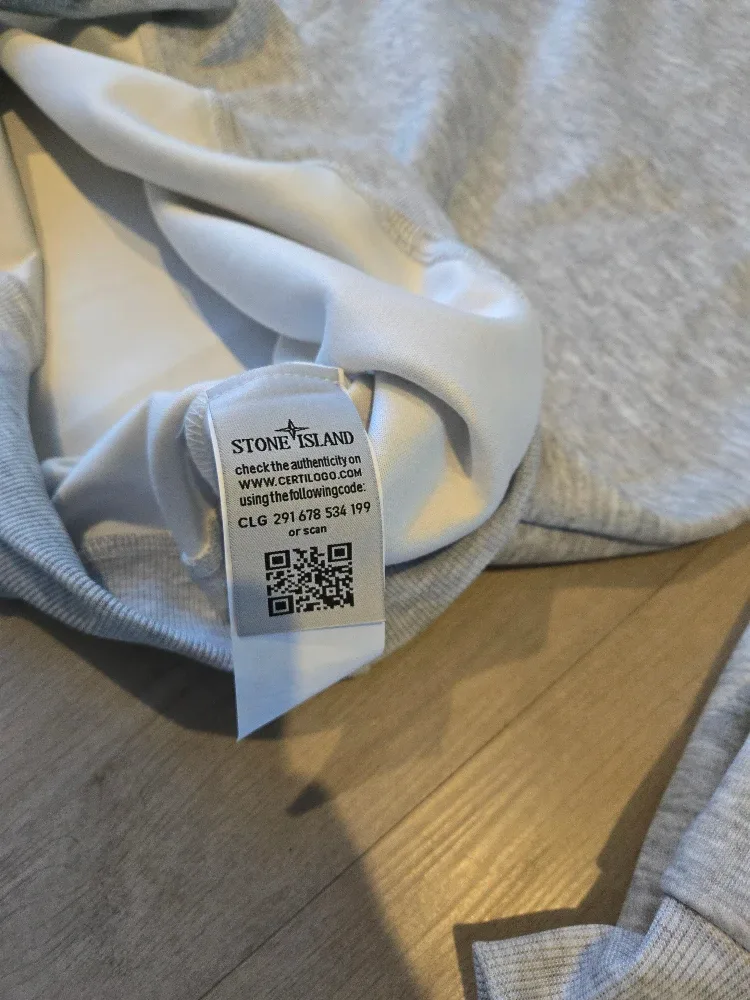 STONE ISLAND
check the authenticity on
WWW.CERTILOGO.COM
using the following code:
CLG 291 678 534 199
or scan